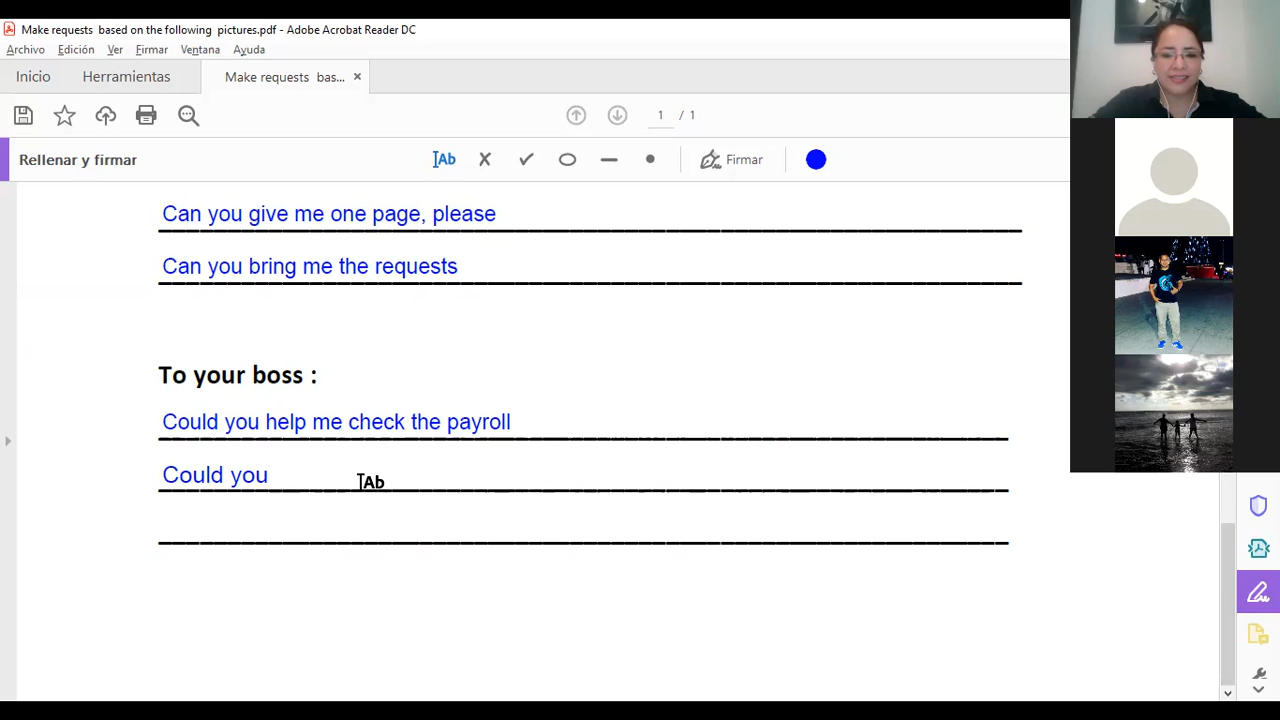 Make requests based on the following pictures.pdf - Adobe Acrobat Reader DC
Archivo Edición Ver Firmar Ventana Ayuda
Inicio Herramientas Make requests bas... ×
1 / 1
Rellenar y firmar Ab Firmar
Can you give me one page, please
Can you bring me the requests
To your boss :
Could you help me check the payroll
Could you Ab